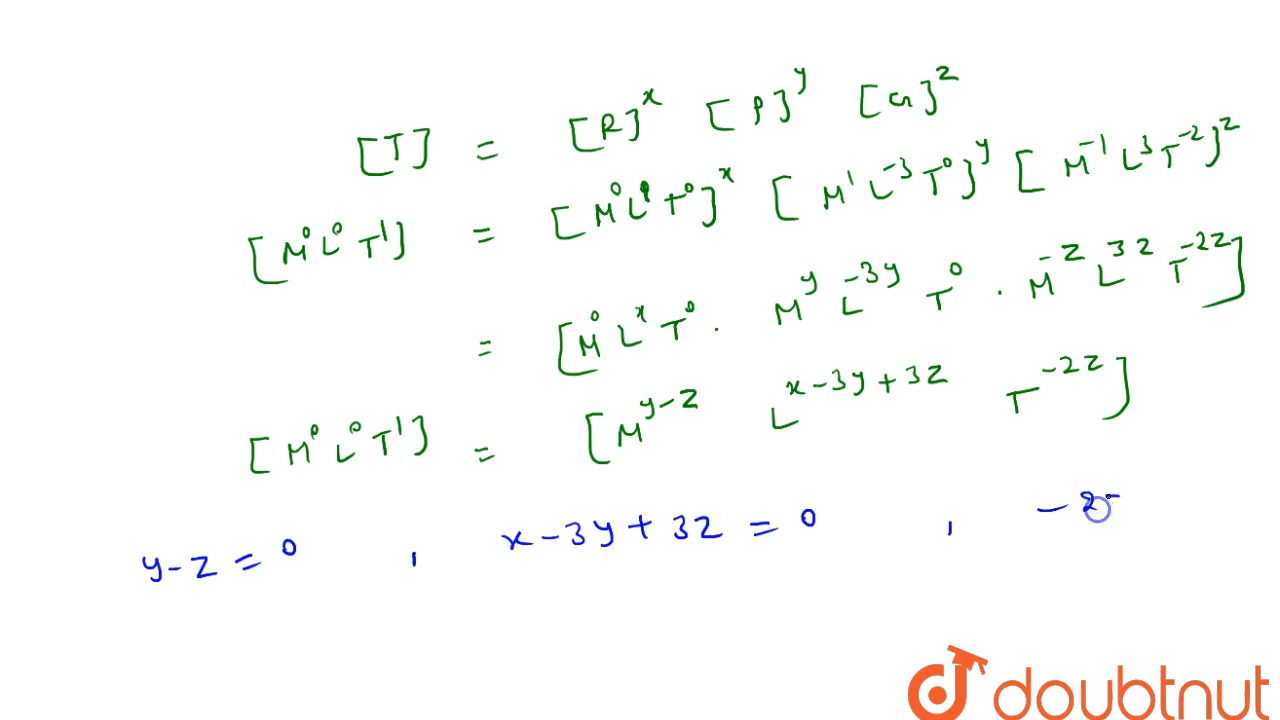 [T] = [R]^x [ρ]^y [G]^z
[M^0 L^0 T^1] = [M^0 L^1 T^0]^x [M^1 L^-3 T^0]^y [M^-1 L^3 T^-2]^z
= [M^0 L^x T^0 . M^y L^-3y T^0 . M^-z L^3z T^-2z]
[M^0 L^0 T^1] = [M^y-z L^x-3y+3z T^-2z]
y-z=0 , x-3y+3z=0 , -2
doubtnut